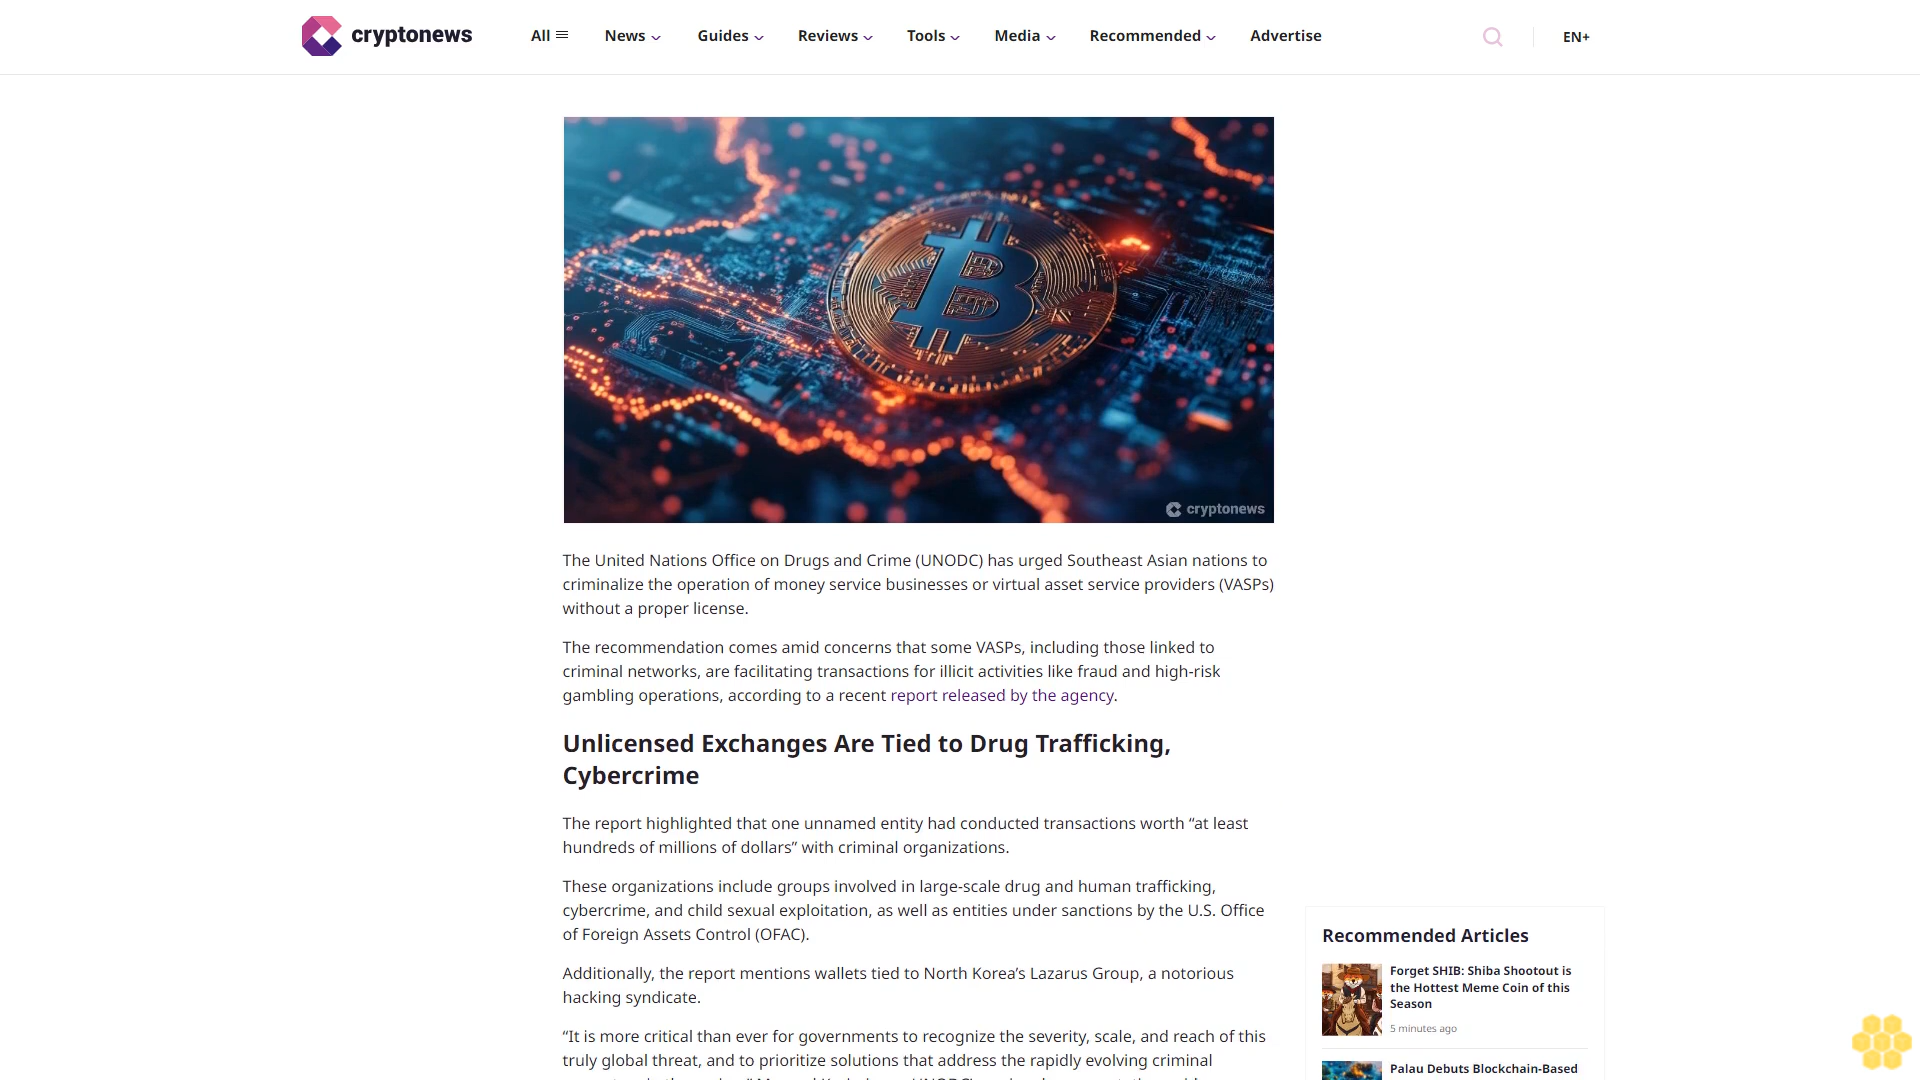 cryptonews
All
News
Guides
Reviews
Tools
Media
Recommended
Advertise
EN+
cryptonews
The United Nations Office on Drugs and Crime (UNODC) has urged Southeast Asian nations to
criminalize the operation of money service businesses or virtual asset service providers (VASPs)
without a proper license.
The recommendation comes amid concerns that some VASPs, including those linked to
criminal networks, are facilitating transactions for illicit activities like fraud and high-risk
gambling operations, according to a recent report released by the agency.
Unlicensed Exchanges Are Tied to Drug Trafficking,
Cybercrime
The report highlighted that one unnamed entity had conducted transactions worth “at least
hundreds of millions of dollars” with criminal organizations.
These organizations include groups involved in large-scale drug and human trafficking,
cybercrime, and child sexual exploitation, as well as entities under sanctions by the U.S. Office
of Foreign Assets Control (OFAC).
Additionally, the report mentions wallets tied to North Korea’s Lazarus Group, a notorious
hacking syndicate.
“It is more critical than ever for governments to recognize the severity, scale, and reach of this
truly global threat, and to prioritize solutions that address the rapidly evolving criminal
Recommended Articles
Forget SHIB: Shiba Shootout is
the Hottest Meme Coin of this
Season
5 minutes ago
Palau Debuts Blockchain-Based